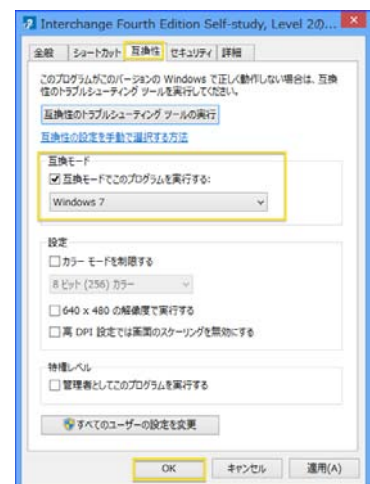 Interchange Fourth Edition Self-study, Level 2の...
全般 ショートカット 互換性 セキュリティ 詳細
このプログラムがこのバージョンの Windows で正しく動作しない場合は、互換
性のトラブルシューティング ツールを実行してください。
互換性のトラブルシューティング ツールの実行
互換性の設定を手動で選択する方法
互換モード
互換モードでこのプログラムを実行する:
Windows 7
設定
カラー モードを制限する
8 ビット (256) カラー
640 x 480 の解像度で実行する
高 DPI 設定では画面のスケーリングを無効にする
特権レベル
管理者としてこのプログラムを実行する
すべてのユーザーの設定を変更
OK キャンセル 適用(A)